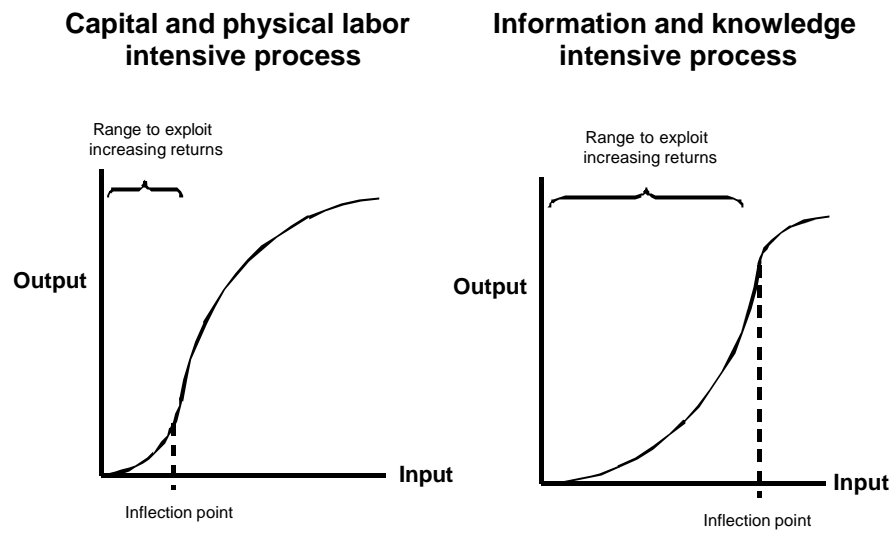 Capital and physical labor
intensive process
Range to exploit
increasing returns
Output
Input
Inflection point
Information and knowledge
intensive process
Range to exploit
increasing returns
Output
Input
Inflection point